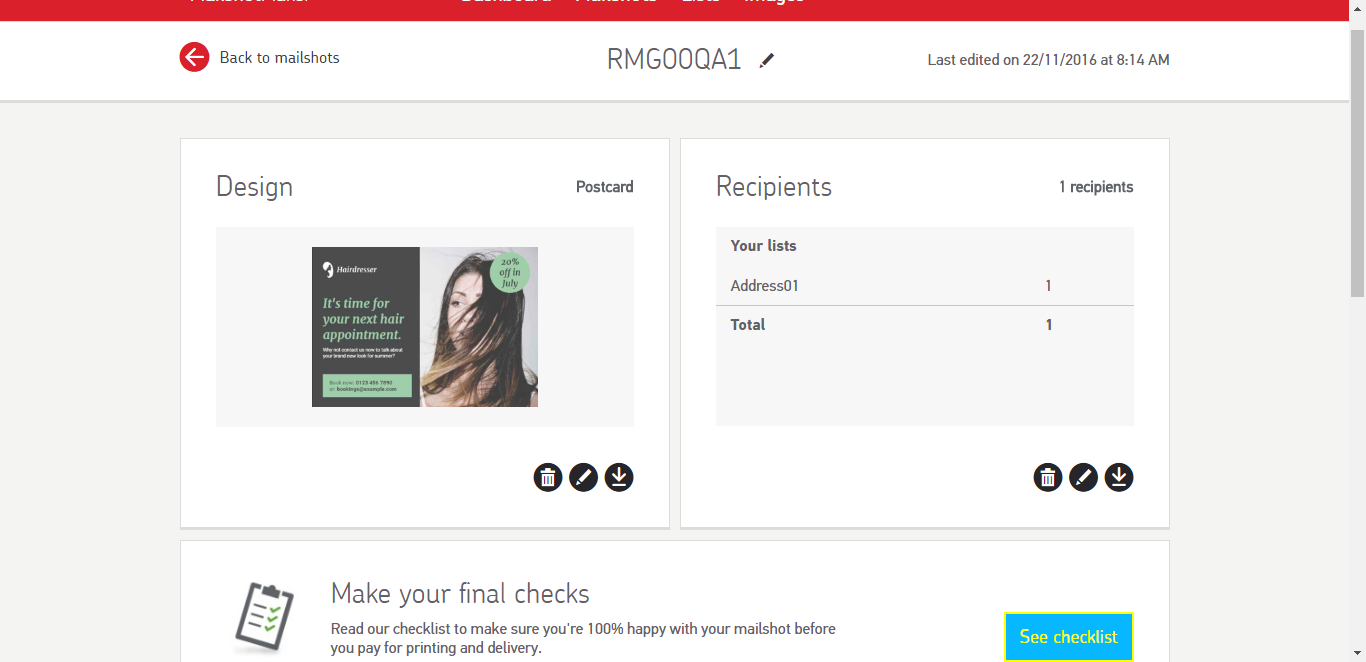 Dashboard Mailshots Lists Images
Back to mailshots
RMG00QA1
Last edited on 22/11/2016 at 8:14 AM
Design
Postcard
Hairdresser
20%
off in
July
It's time for
your next hair
appointment.
Why not contact us now to talk about
your brand new look for summer?
Book now: 0123 456 7890
or: bookings@example.com
Recipients
1 recipients
Your lists
Address01 1
Total 1
Make your final checks
Read our checklist to make sure you're 100% happy with your mailshot before
you pay for printing and delivery.
See checklist